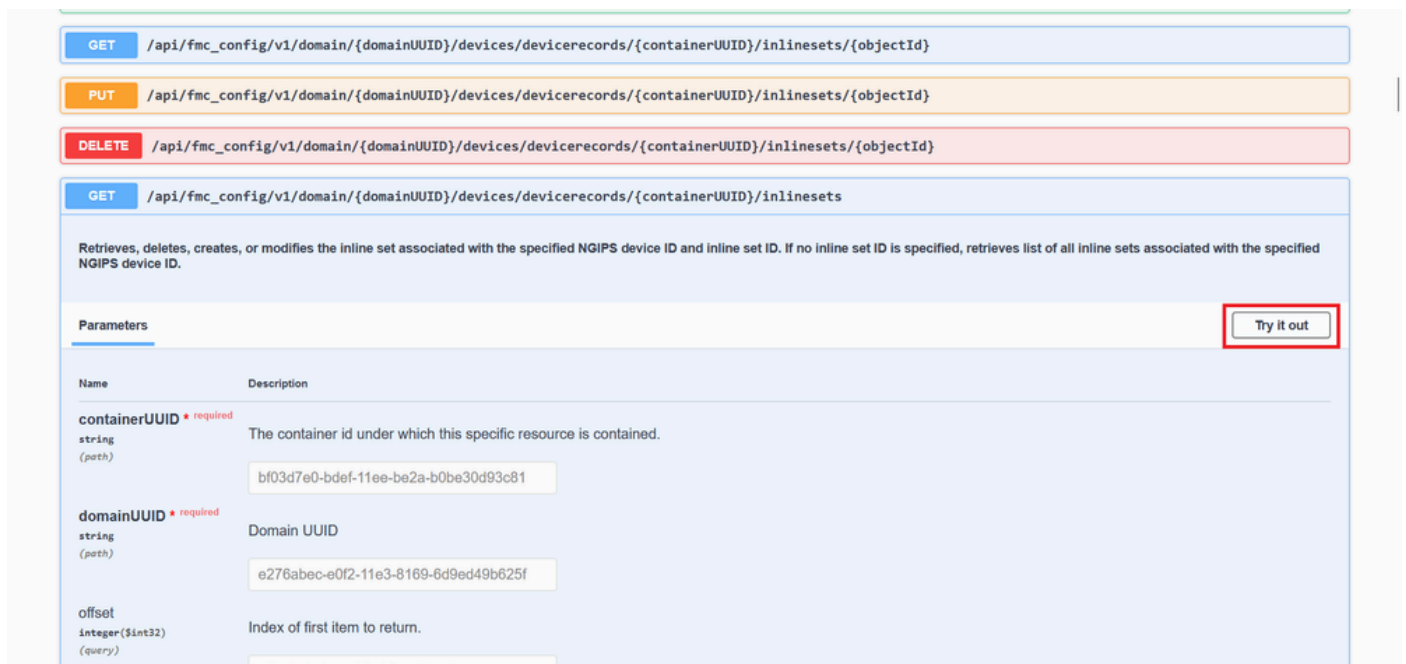 GET /api/fmc_config/v1/domain/{domainUUID}/devices/devicerecords/{containerUUID}/inlinesets/{objectId}
PUT /api/fmc_config/v1/domain/{domainUUID}/devices/devicerecords/{containerUUID}/inlinesets/{objectId}
DELETE /api/fmc_config/v1/domain/{domainUUID}/devices/devicerecords/{containerUUID}/inlinesets/{objectId}
GET /api/fmc_config/v1/domain/{domainUUID}/devices/devicerecords/{containerUUID}/inlinesets
Retrieves, deletes, creates, or modifies the inline set associated with the specified NGIPS device ID and inline set ID. If no inline set ID is specified, retrieves list of all inline sets associated with the specified
NGIPS device ID.
Parameters
Try it out
Name Description
containerUUID * required
string
(path)
The container id under which this specific resource is contained.
bf03d7e0-bdef-11ee-be2a-b0be30d93c81
domainUUID * required
string
(path)
Domain UUID
e276abec-e0f2-11e3-8169-6d9ed49b625f
offset
integer($int32)
(query)
Index of first item to return.